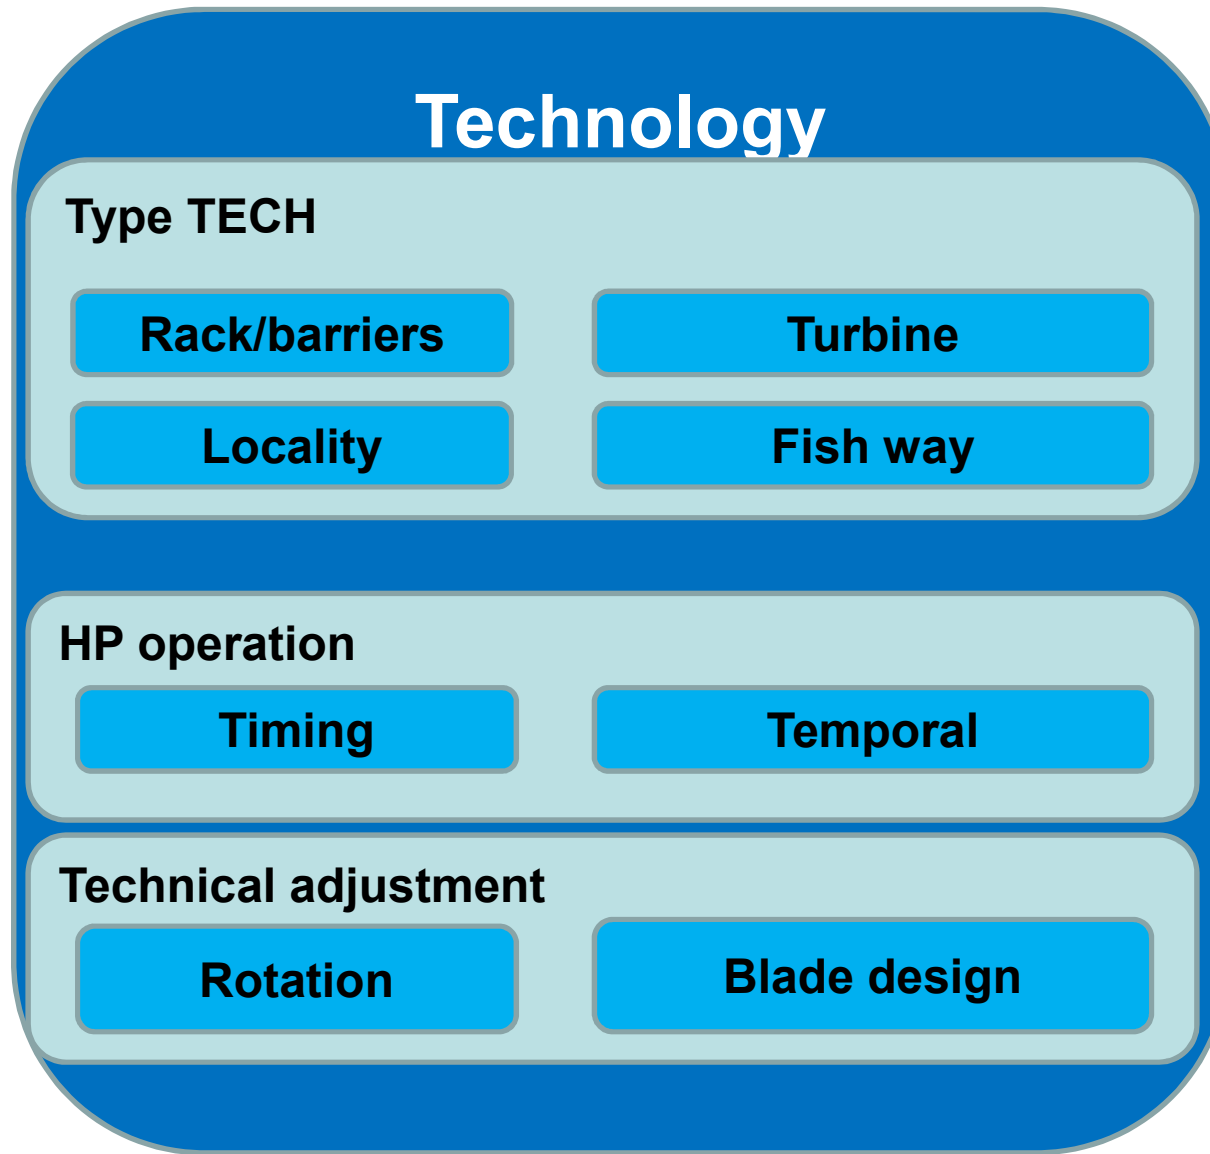 Technology
Type TECH
Rack/barriers
Turbine
Locality
Fish way
HP operation
Timing
Temporal
Technical adjustment
Rotation
Blade design